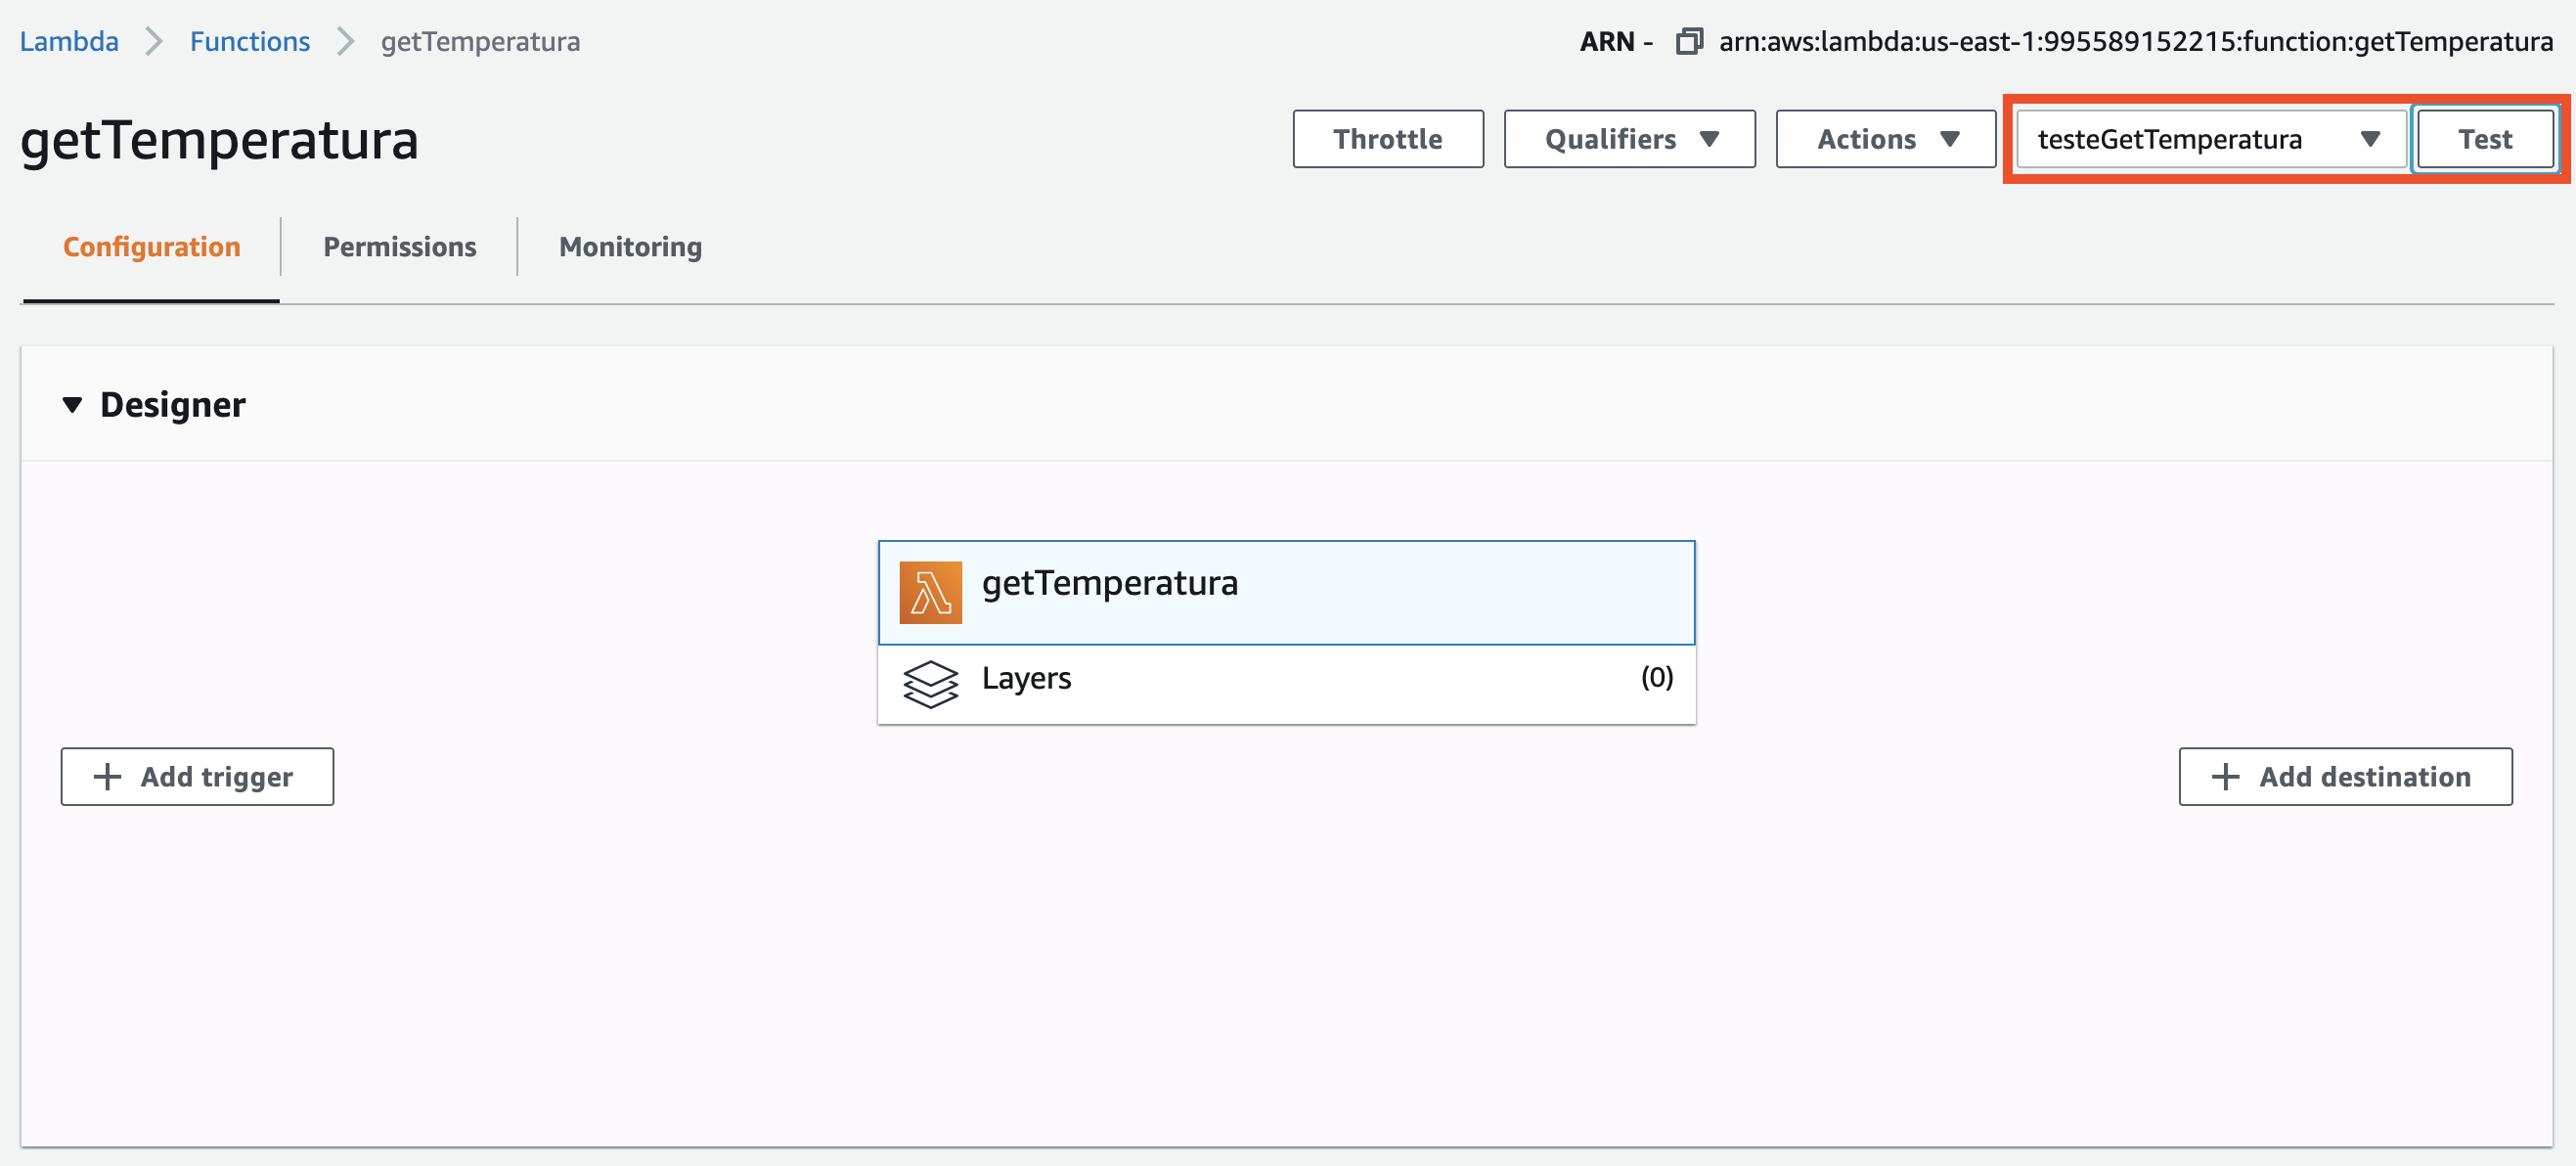 Lambda Functions getTemperatura ARN - arn:aws:lambda:us-east-1:995589152215:function:getTemperatura
getTemperatura Throttle Qualifiers Actions testeGetTemperatura Test
Configuration Permissions Monitoring
Designer
getTemperatura
Layers (0)
Add trigger Add destination